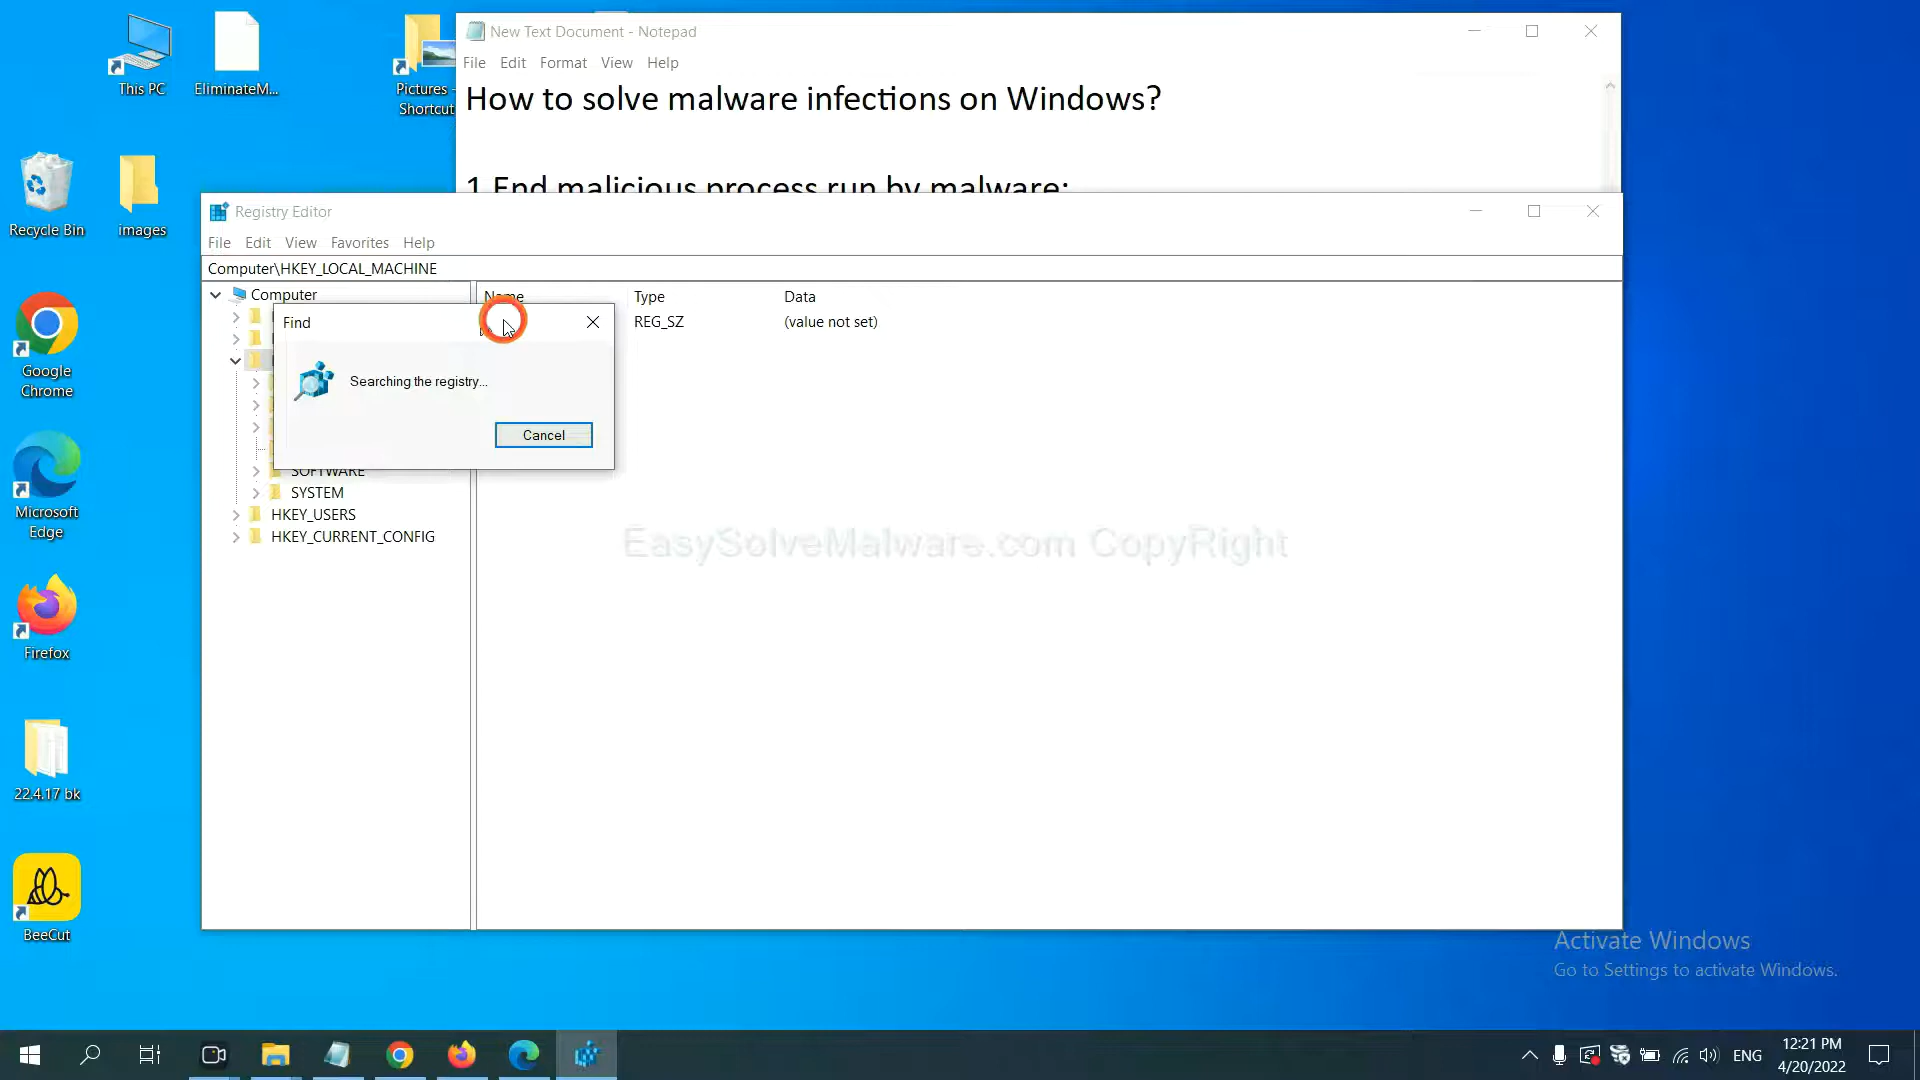 This PC
EliminateM...
Pictures -
Shortcut
Recycle Bin
images
Google
Chrome
Microsoft
Edge
Firefox
22.4.17 bk
BeeCut
New Text Document - Notepad
File Edit Format View Help
How to solve malware infections on Windows?
1 End malicious process run by malware:
Registry Editor
File Edit View Favorites Help
Computer\HKEY_LOCAL_MACHINE
Computer
Name Type Data
REG_SZ (value not set)
Find
Searching the registry...
Cancel
SOFTWARE
SYSTEM
HKEY_USERS
HKEY_CURRENT_CONFIG
EasySolveMalware.com CopyRight
Activate Windows
Go to Settings to activate Windows.
ENG
12:21 PM
4/20/2022